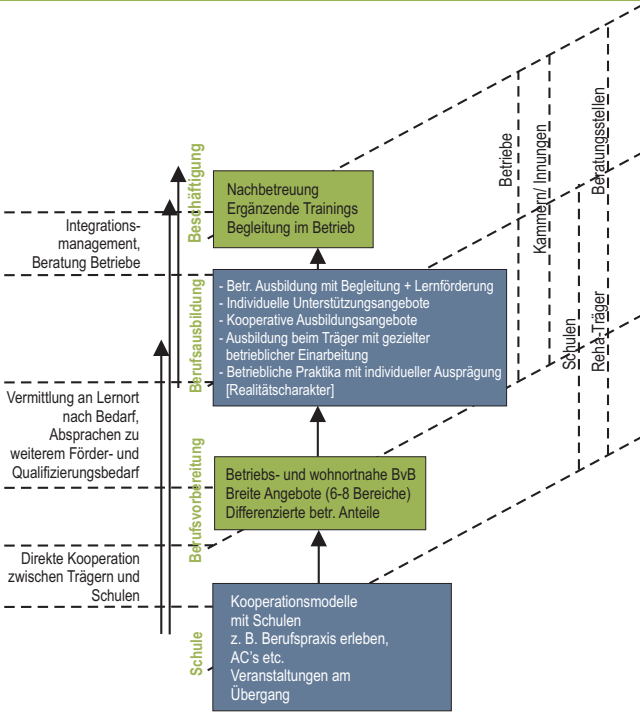 Betriebe
Kammern/ Innungen
Beratungsstellen
Schulen
Reha-Träger
Beschäftigung
Nachbetreuung
Ergänzende Trainings
Begleitung im Betrieb
Integrations-
management,
Beratung Betriebe
Berufsausbildung
- Betr. Ausbildung mit Begleitung + Lernförderung
- Individuelle Unterstützungsangebote
- Kooperative Ausbildungsangebote
- Ausbildung beim Träger mit gezielter
betrieblicher Einarbeitung
- Betriebliche Praktika mit individueller Ausprägung
[Realitätscharakter]
Vermittlung an Lernort
nach Bedarf,
Absprachen zu
weiterem Förder- und
Qualifizierungsbedarf
Berufsvorbereitung
Betriebs- und wohnortnahe BvB
Breite Angebote (6-8 Bereiche)
Differenzierte betr. Anteile
Direkte Kooperation
zwischen Trägern und
Schulen
Schule
Kooperationsmodelle
mit Schulen
z. B. Berufspraxis erleben,
AC's etc.
Veranstaltungen am
Übergang